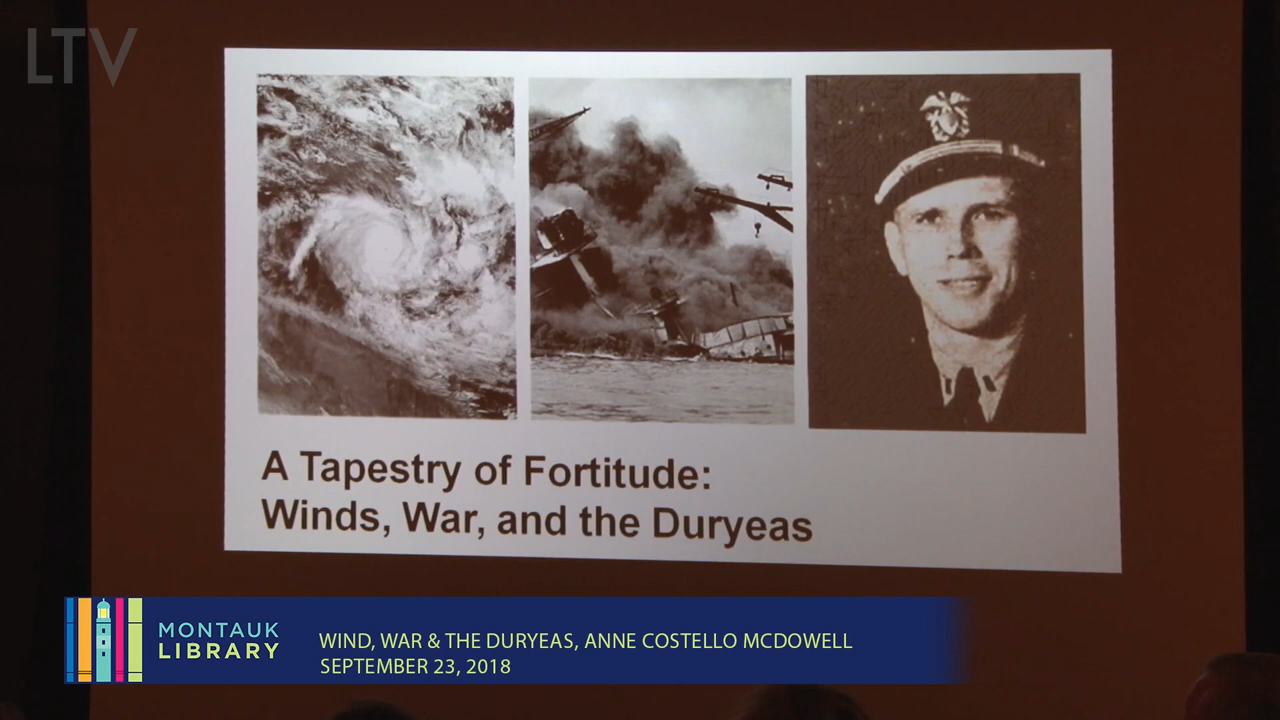 LTV
A Tapestry of Fortitude:
Winds, War, and the Duryeas
MONTAUK
LIBRARY
WIND, WAR & THE DURYEAS, ANNE COSTELLO MCDOWELL
SEPTEMBER 23, 2018